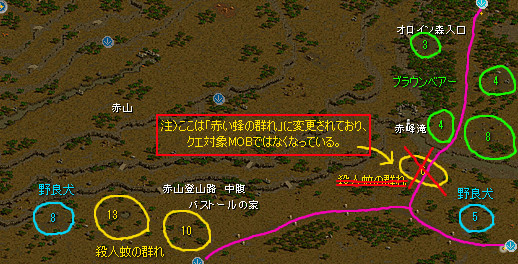 オロイン森入口
3
ブラウンベアー
4
赤山
注)ここは「赤い蜂の群れ」に変更されており、
クエ対象MOBではなくなっている。
赤峰滝
4
8
6
殺人蚊の群れ
野良犬
赤山登山路 中腹
バストールの家
野良犬
8
13
10
5
殺人蚊の群れ